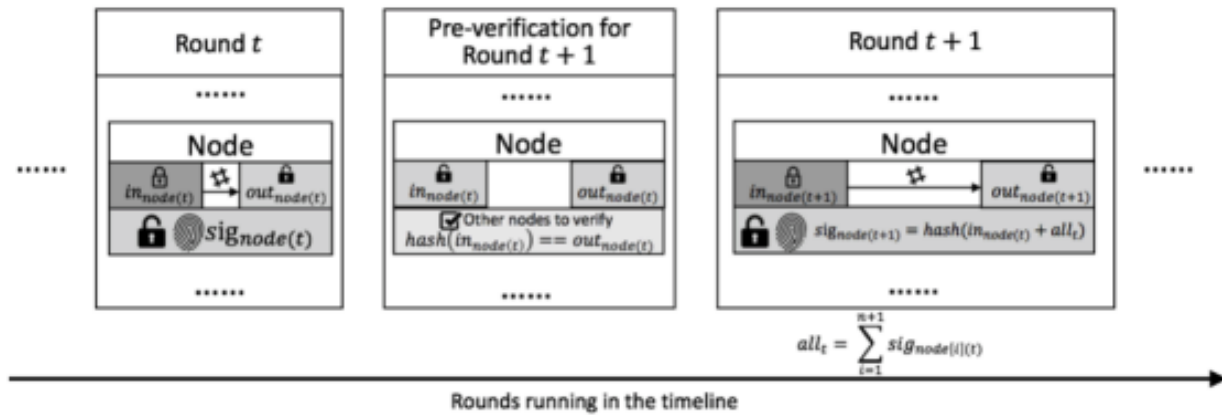 Round t
......
Node
in_node(t) # out_node(t)
sig_node(t)
......
......
Pre-verification for
Round t + 1
......
Node
in_node(t) out_node(t)
Other nodes to verify
hash(in_node(t)) == out_node(t)
......
Round t + 1
......
Node
in_node(t+1) # out_node(t+1)
sig_node(t+1) = hash(in_node(t) + all_t)
......
......
all_t = ∑_{i=1}^{n+1} sig_node[i](t)
Rounds running in the timeline